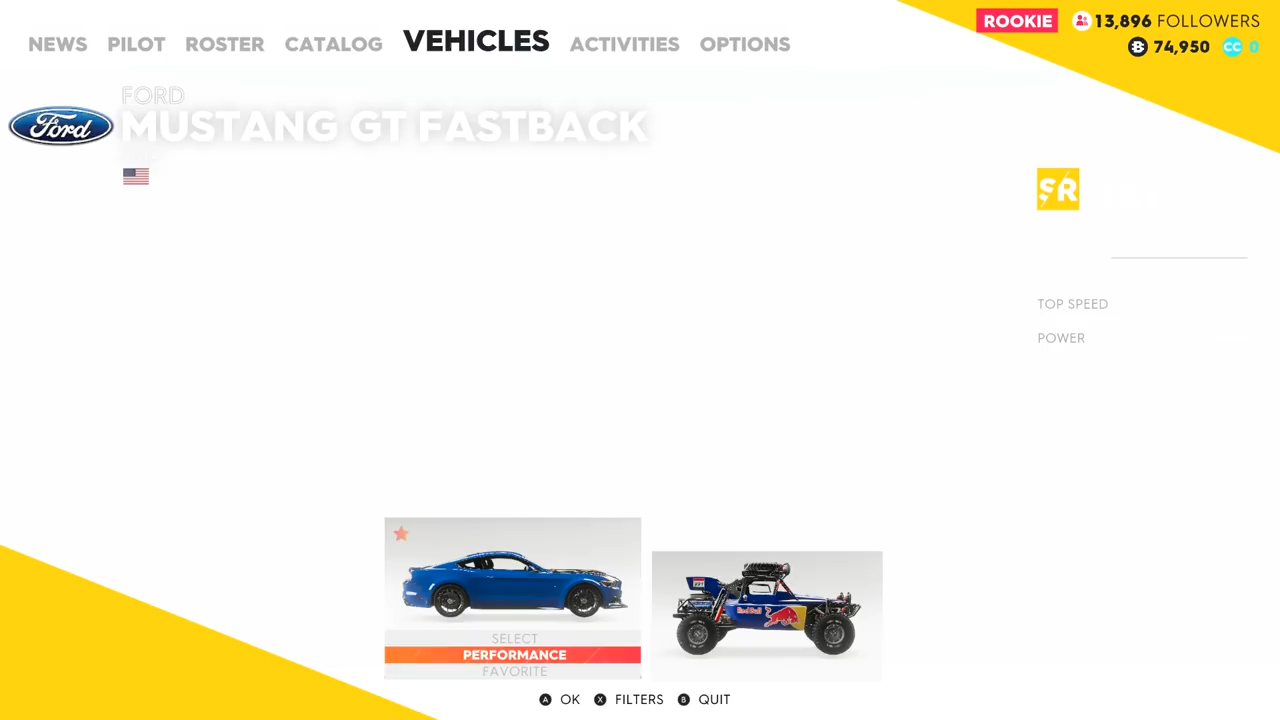 NEWS PILOT ROSTER CATALOG VEHICLES ACTIVITIES OPTIONS
ROOKIE 13,896 FOLLOWERS
74,950 CC 0
FORD
Ford MUSTANG GT FASTBACK
SR
TOP SPEED
POWER
Red Bull
SELECT
PERFORMANCE
FAVORITE
A OK X FILTERS B QUIT